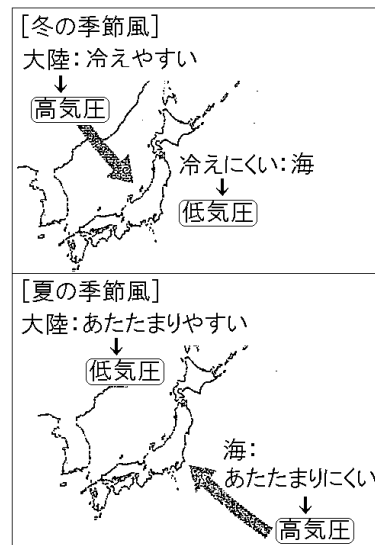 [冬の季節風]
大陸：冷えやすい
↓
高気圧
冷えにくい：海
↓
低気圧
[夏の季節風]
大陸：あたたまりやすい
↓
低気圧
海：
あたたまりにくい
↓
高気圧